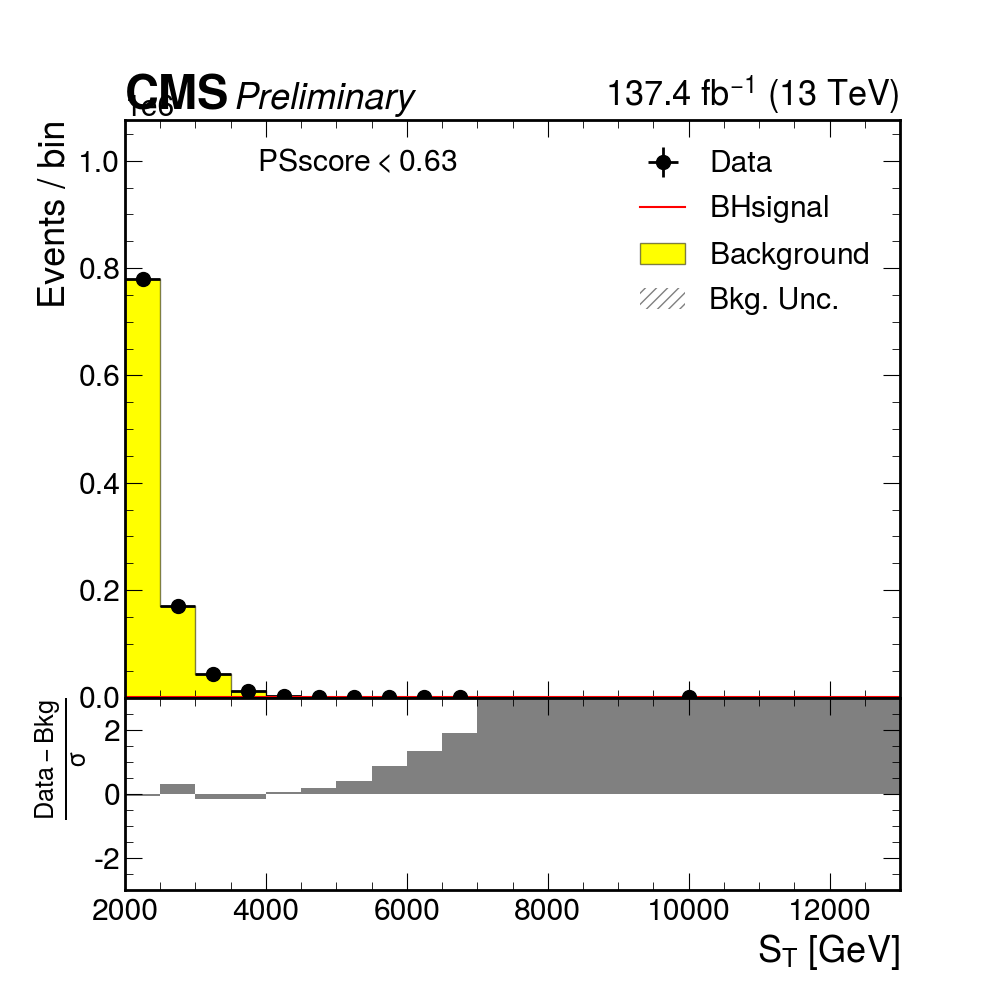 CMS Preliminary 137.4 fb⁻¹ (13 TeV)
1e6
Events / bin
PSscore < 0.63
Data
BHsignal
Background
Bkg. Unc.
1.0
0.8
0.6
0.4
0.2
0.0
Data − Bkg
σ
2
0
-2
2000 4000 6000 8000 10000 12000
S_T [GeV]